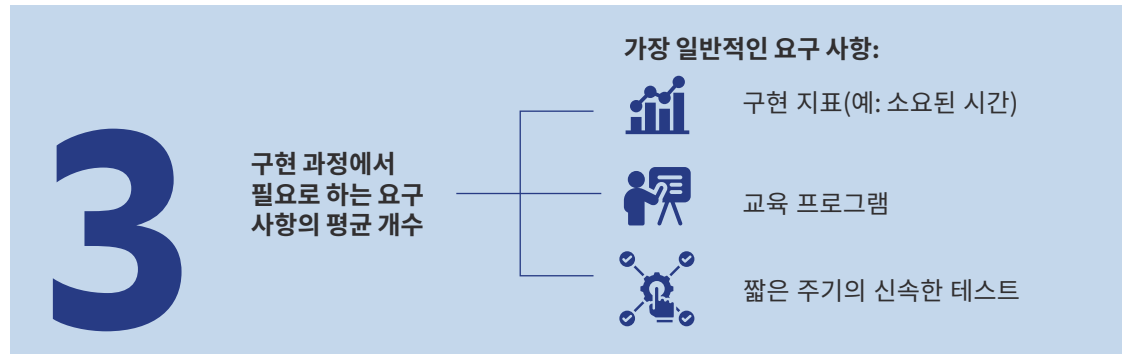 3
구현 과정에서
필요로 하는 요구
사항의 평균 개수
가장 일반적인 요구 사항:
구현 지표(예: 소요된 시간)
교육 프로그램
짧은 주기의 신속한 테스트